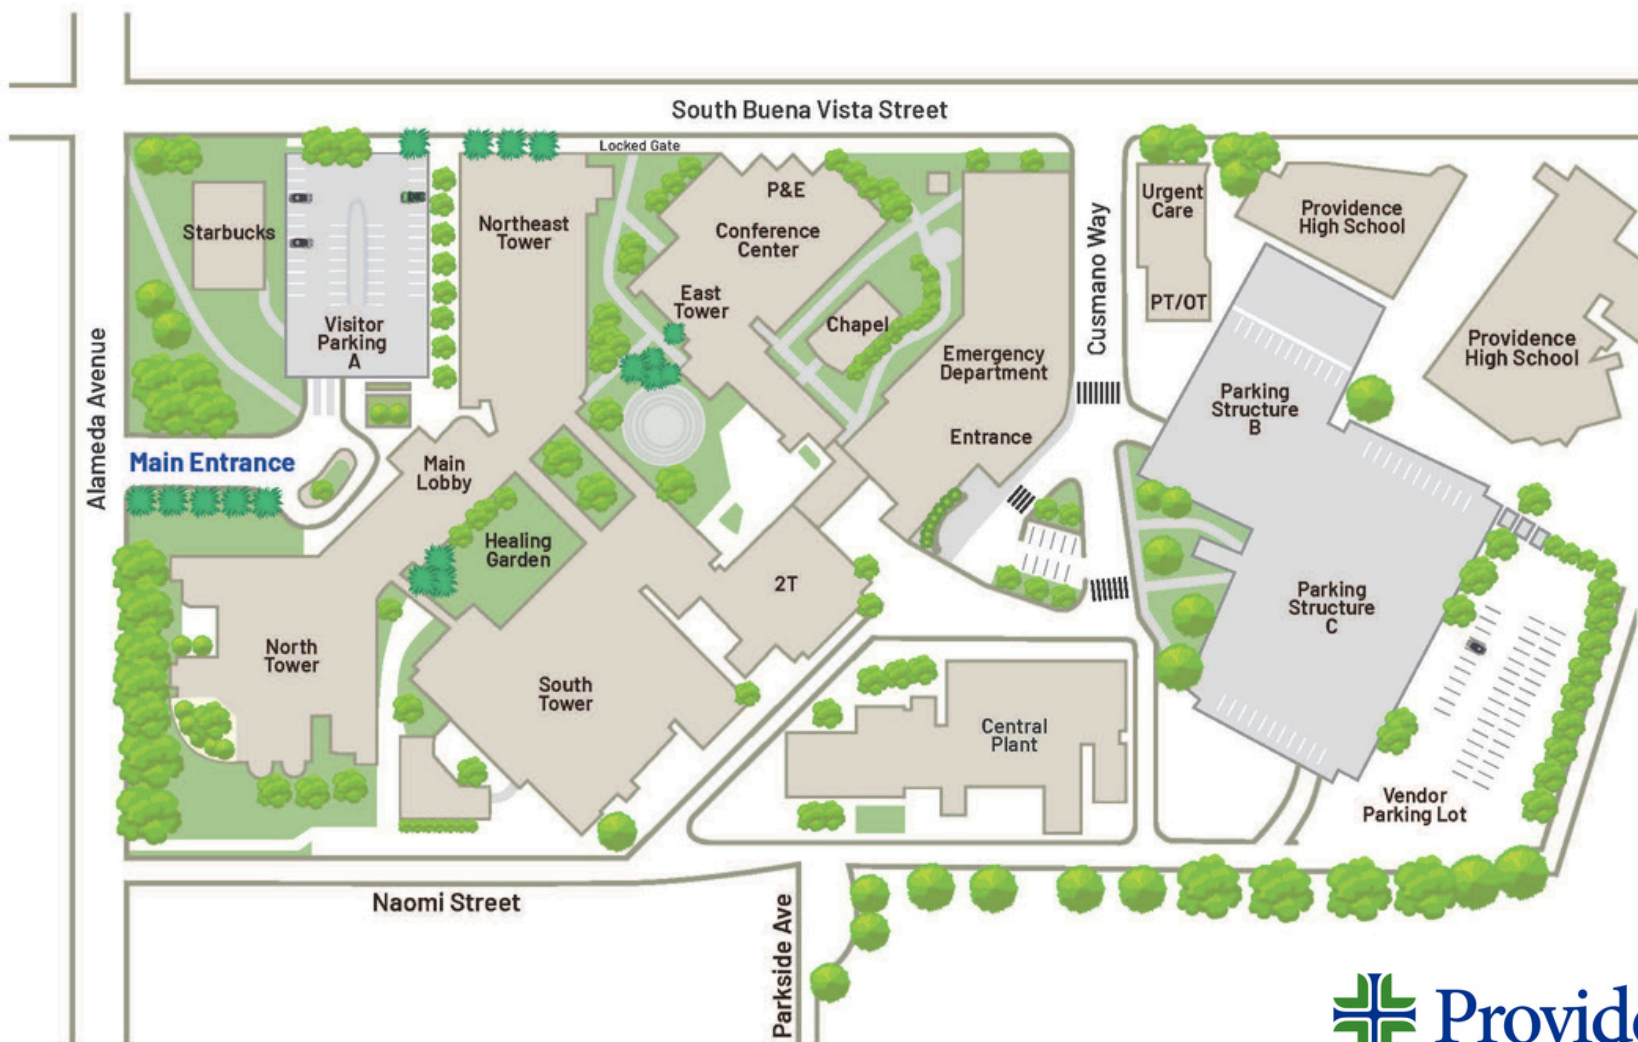 South Buena Vista Street
Locked Gate
P&E
Conference
Center
Urgent
Care
Providence
High School
Starbucks
Northeast
Tower
Cusmano Way
East
Tower
PT/OT
Visitor
Parking
A
Chapel
Emergency
Department
Providence
High School
Alameda Avenue
Parking
Structure
B
Entrance
Main Entrance
Main
Lobby
Healing
Garden
2T
Parking
Structure
C
North
Tower
South
Tower
Central
Plant
Vendor
Parking Lot
Naomi Street
Parkside Ave
Provide